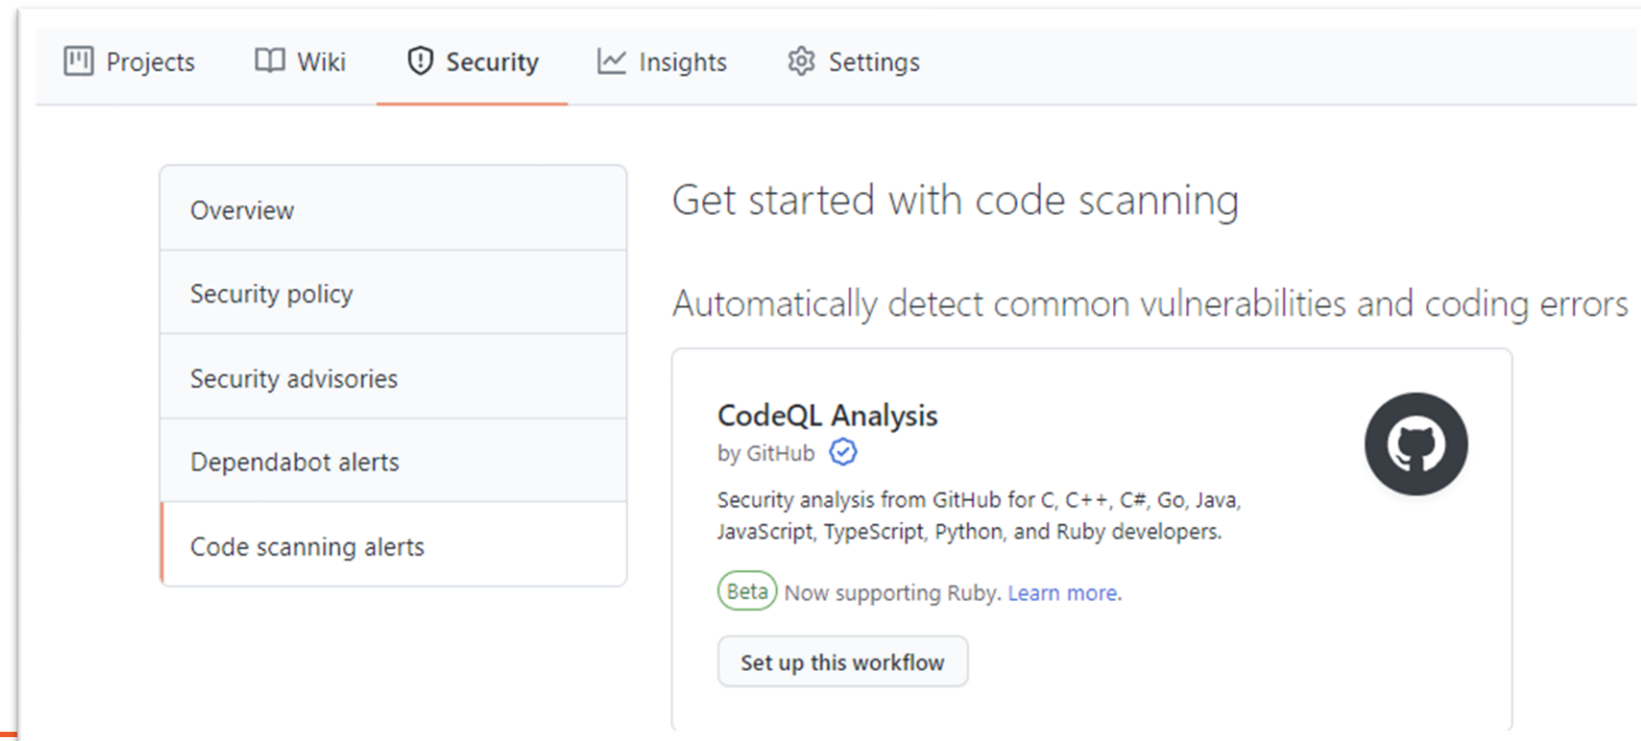 Projects Wiki Security Insights Settings
Overview
Security policy
Security advisories
Dependabot alerts
Code scanning alerts
Get started with code scanning
Automatically detect common vulnerabilities and coding errors
CodeQL Analysis
by GitHub
Security analysis from GitHub for C, C++, C#, Go, Java,
JavaScript, TypeScript, Python, and Ruby developers.
Beta Now supporting Ruby. Learn more.
Set up this workflow